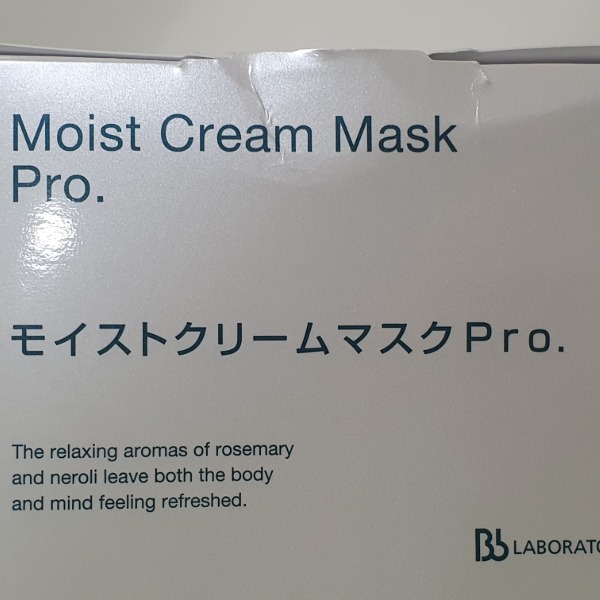 Moist Cream Mask
Pro.
モイストクリームマスクPro.
The relaxing aromas of rosemary
and neroli leave both the body
and mind feeling refreshed.
Bb